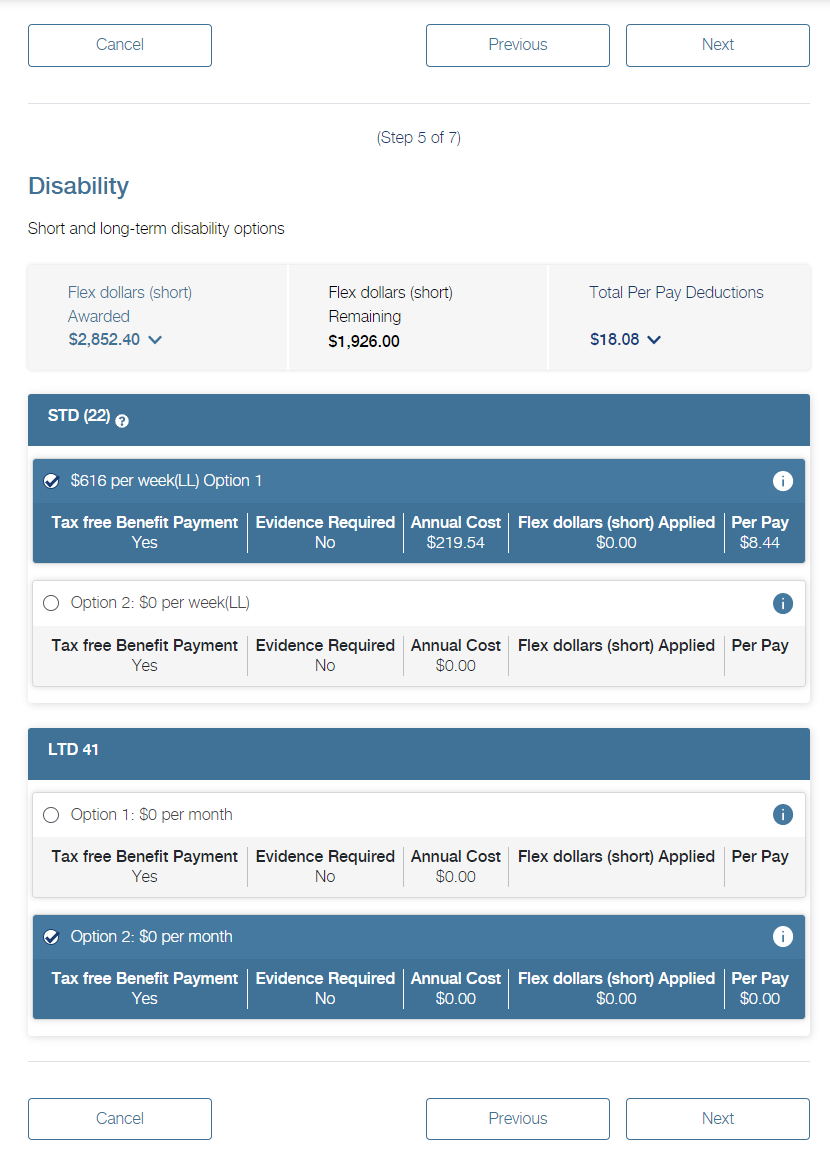 Cancel Previous Next
(Step 5 of 7)
Disability
Short and long-term disability options
Flex dollars (short)
Awarded
$2,852.40
Flex dollars (short)
Remaining
$1,926.00
Total Per Pay Deductions
$18.08
STD (22) ?
$616 per week(LL) Option 1 i
Tax free Benefit Payment Evidence Required Annual Cost Flex dollars (short) Applied Per Pay
Yes No $219.54 $0.00 $8.44
Option 2: $0 per week(LL) i
Tax free Benefit Payment Evidence Required Annual Cost Flex dollars (short) Applied Per Pay
Yes No $0.00
LTD 41
Option 1: $0 per month i
Tax free Benefit Payment Evidence Required Annual Cost Flex dollars (short) Applied Per Pay
Yes No $0.00
Option 2: $0 per month i
Tax free Benefit Payment Evidence Required Annual Cost Flex dollars (short) Applied Per Pay
Yes No $0.00 $0.00 $0.00
Cancel Previous Next